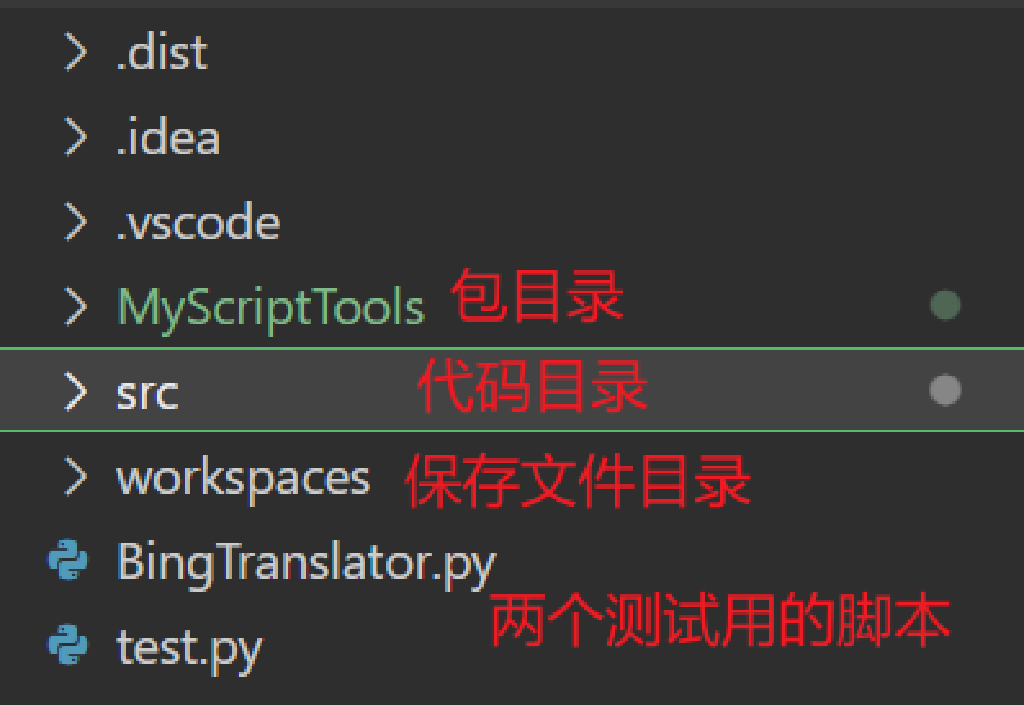 .dist
.idea
.vscode
MyScriptTools 包目录
src 代码目录
workspaces 保存文件目录
BingTranslator.py
两个测试用的脚本
test.py